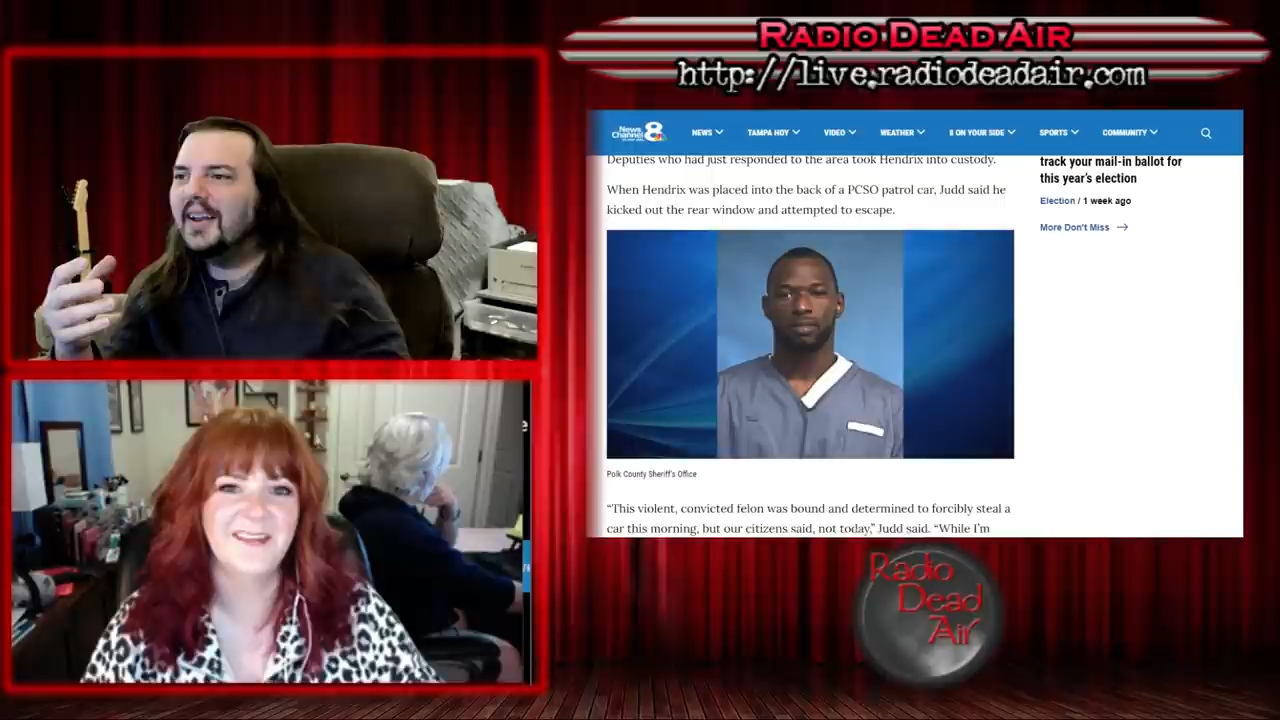 RADIO DEAD AIR
http://live.radiodeadair.com
News Channel 8
NEWS
TAMPA HOY
VIDEO
WEATHER
8 ON YOUR SIDE
SPORTS
COMMUNITY
Deputies who had just responded to the area took Hendrix into custody.
When Hendrix was placed into the back of a PCSO patrol car, Judd said he
kicked out the rear window and attempted to escape.
Polk County Sheriff's Office
“This violent, convicted felon was bound and determined to forcibly steal a
car this morning, but our citizens said, not today,” Judd said. “While I’m
track your mail-in ballot for
this year’s election
Election / 1 week ago
More Don't Miss
Radio
Dead
Air